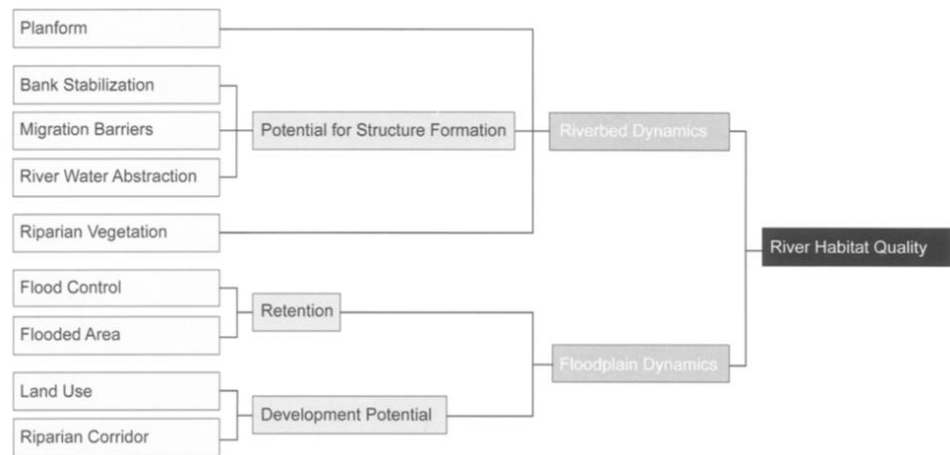 Planform
Bank Stabilization
Migration Barriers
Potential for Structure Formation
Riverbed Dynamics
River Water Abstraction
Riparian Vegetation
River Habitat Quality
Flood Control
Retention
Flooded Area
Floodplain Dynamics
Land Use
Development Potential
Riparian Corridor